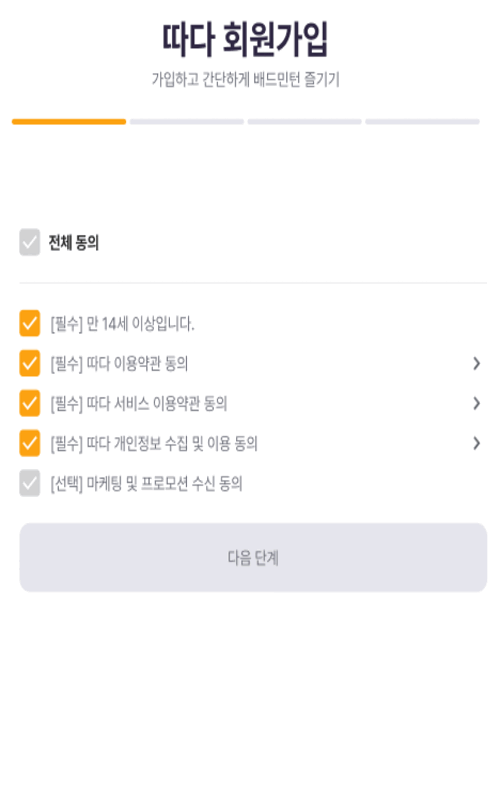 따다 회원가입
가입하고 간단하게 배드민턴 즐기기
전체 동의
[필수] 만 14세 이상입니다.
[필수] 따다 이용약관 동의
[필수] 따다 서비스 이용약관 동의
[필수] 따다 개인정보 수집 및 이용 동의
[선택] 마케팅 및 프로모션 수신 동의
다음 단계